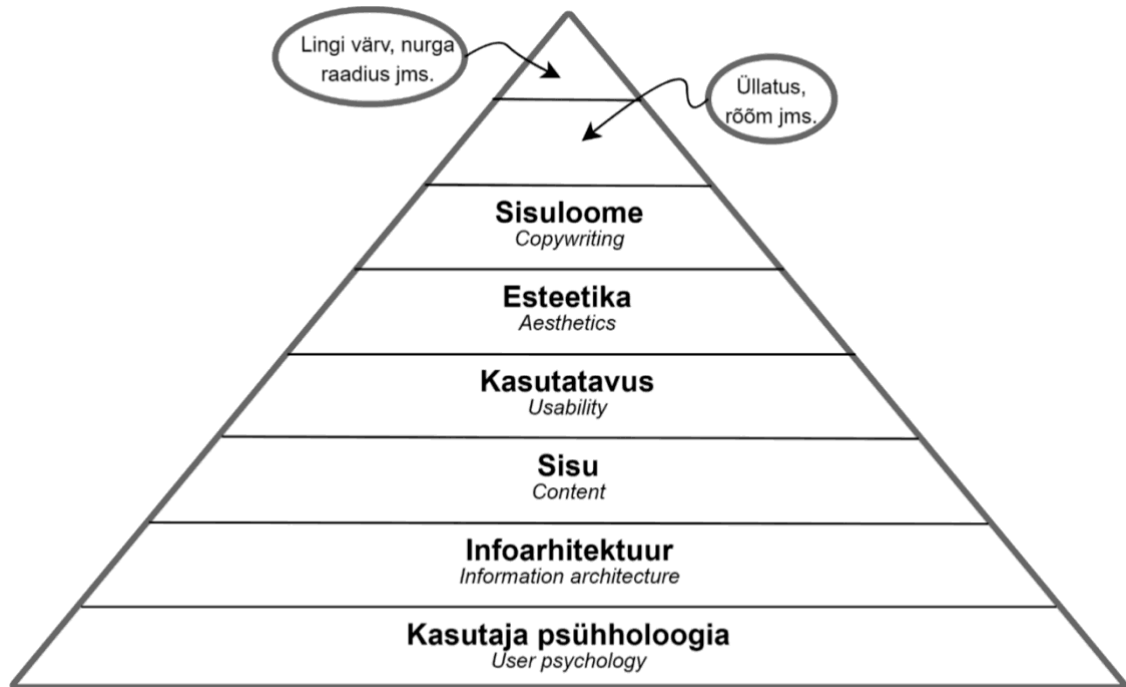 Lingi värv, nurga
raadius jms.
Üllatus,
rõõm jms.
Sisuloome
Copywriting
Esteetika
Aesthetics
Kasutatavus
Usability
Sisu
Content
Infoarhitektuur
Information architecture
Kasutaja psühholoogia
User psychology